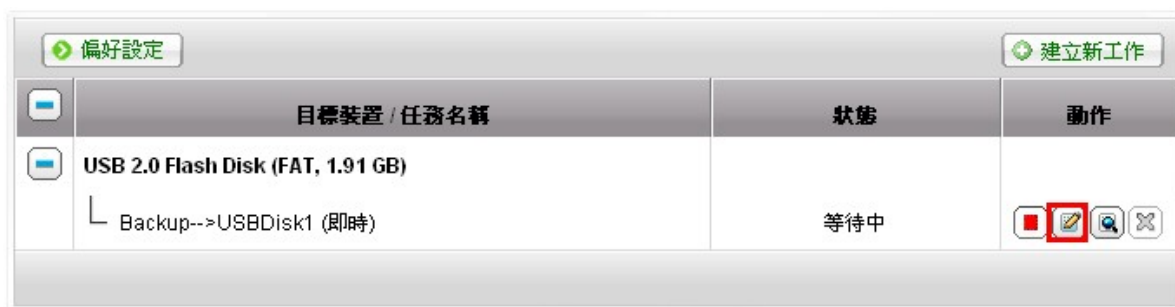 偏好設定
建立新工作
目標裝置 / 任務名稱 狀態 動作
USB 2.0 Flash Disk (FAT, 1.91 GB)
Backup-->USBDisk1 (即時) 等待中